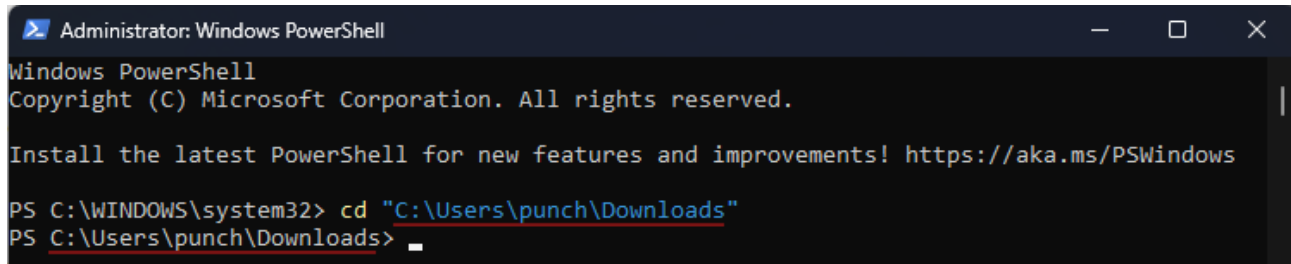 Administrator: Windows PowerShell
Windows PowerShell
Copyright (C) Microsoft Corporation. All rights reserved.
Install the latest PowerShell for new features and improvements! https://aka.ms/PSWindows
PS C:\WINDOWS\system32> cd "C:\Users\punch\Downloads"
PS C:\Users\punch\Downloads>